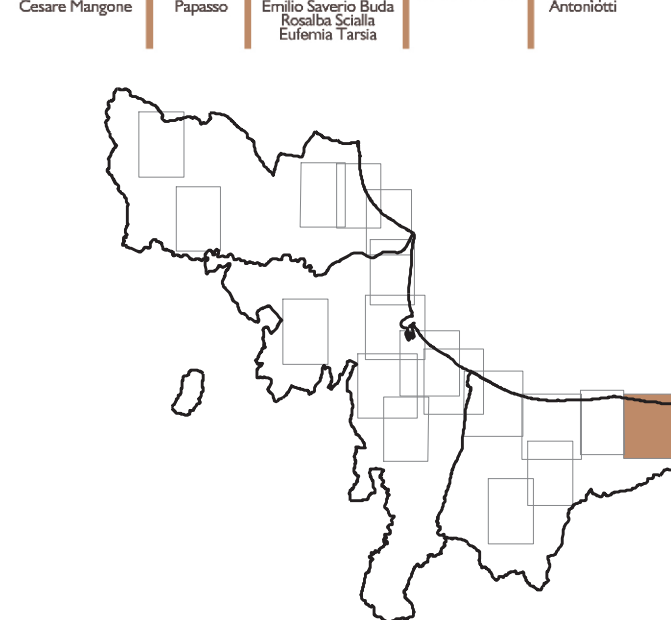 Cesare Mangone
Papasso
Emilio Saverio Buda
Rosalba Scialla
Eufemia Tarsia
Antoniotti